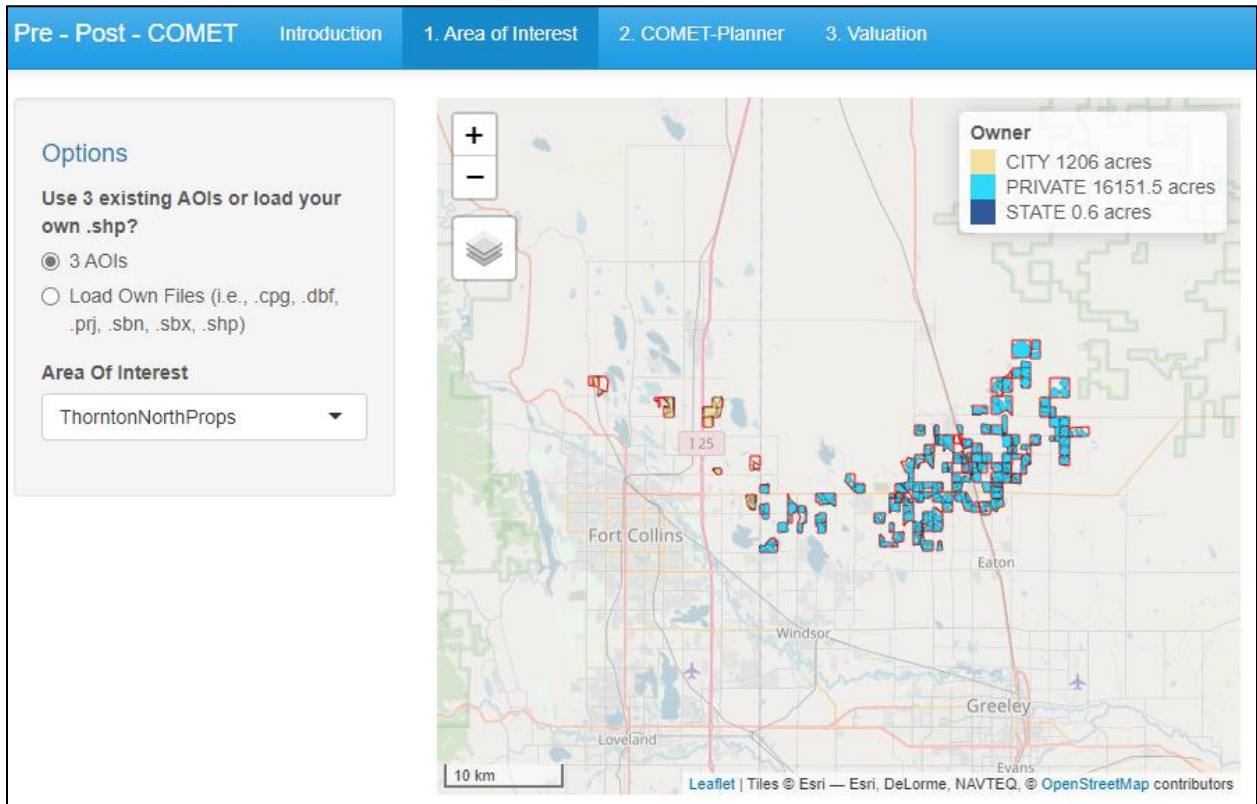 Pre - Post - COMET Introduction 1. Area of Interest 2. COMET-Planner 3. Valuation
Options
Use 3 existing AOIs or load your
own .shp?
3 AOIs
Load Own Files (i.e., .cpg, .dbf,
.prj, .sbn, .sbx, .shp)
Area Of Interest
ThorntonNorthProps
+
−
Owner
CITY 1206 acres
PRIVATE 16151.5 acres
STATE 0.6 acres
I 25
Fort Collins
Eaton
Windsor
Greeley
Loveland
Evans
10 km
Leaflet | Tiles © Esri — Esri, DeLorme, NAVTEQ, © OpenStreetMap contributors